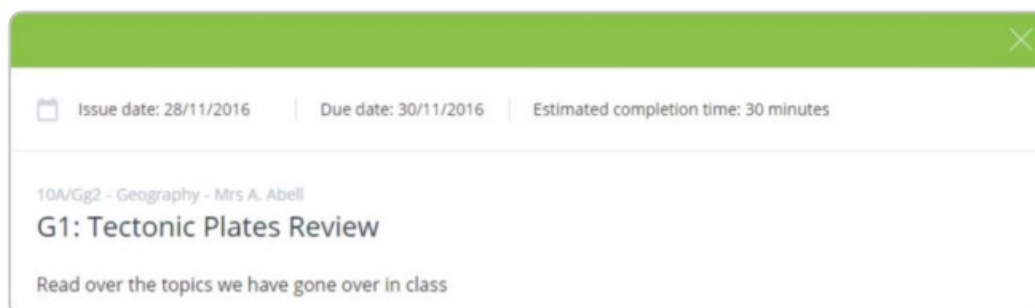 Issue date: 28/11/2016 Due date: 30/11/2016 Estimated completion time: 30 minutes
10A/Gg2 - Geography - Mrs A. Abell
G1: Tectonic Plates Review
Read over the topics we have gone over in class